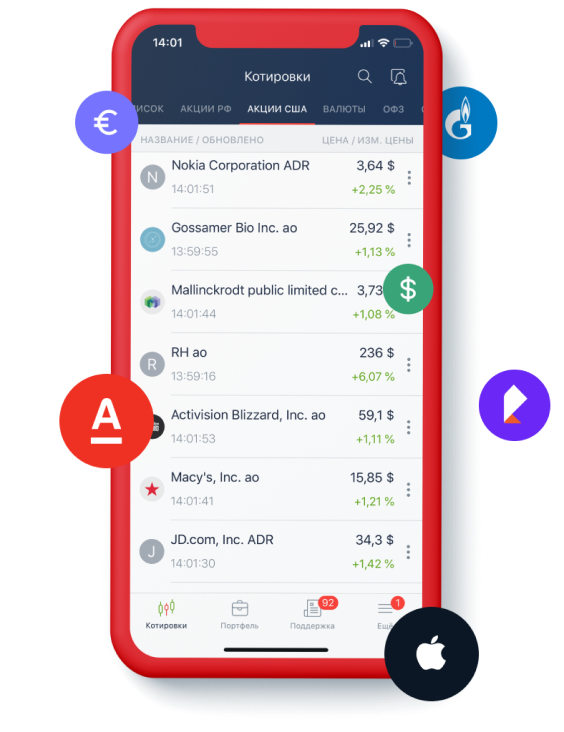 14:01
Котировки
ИСОК АКЦИИ РФ АКЦИИ США ВАЛЮТЫ ОФЗ
НАЗВАНИЕ / ОБНОВЛЕНО ЦЕНА / ИЗМ. ЦЕНЫ
N Nokia Corporation ADR 3,64 $
14:01:51 +2,25 %
Gossamer Bio Inc. ао 25,92 $
13:59:55 +1,13 %
Mallinckrodt public limited c... 3,73
14:01:44 +1,08 %
R RH ао 236 $
13:59:16 +6,07 %
Activision Blizzard, Inc. ао 59,1 $
14:01:53 +1,11 %
Macy's, Inc. ао 15,85 $
14:01:41 +1,21 %
J JD.com, Inc. ADR 34,3 $
14:01:30 +1,42 %
92 1
Котировки Портфель Поддержка Ещё
€
$
А